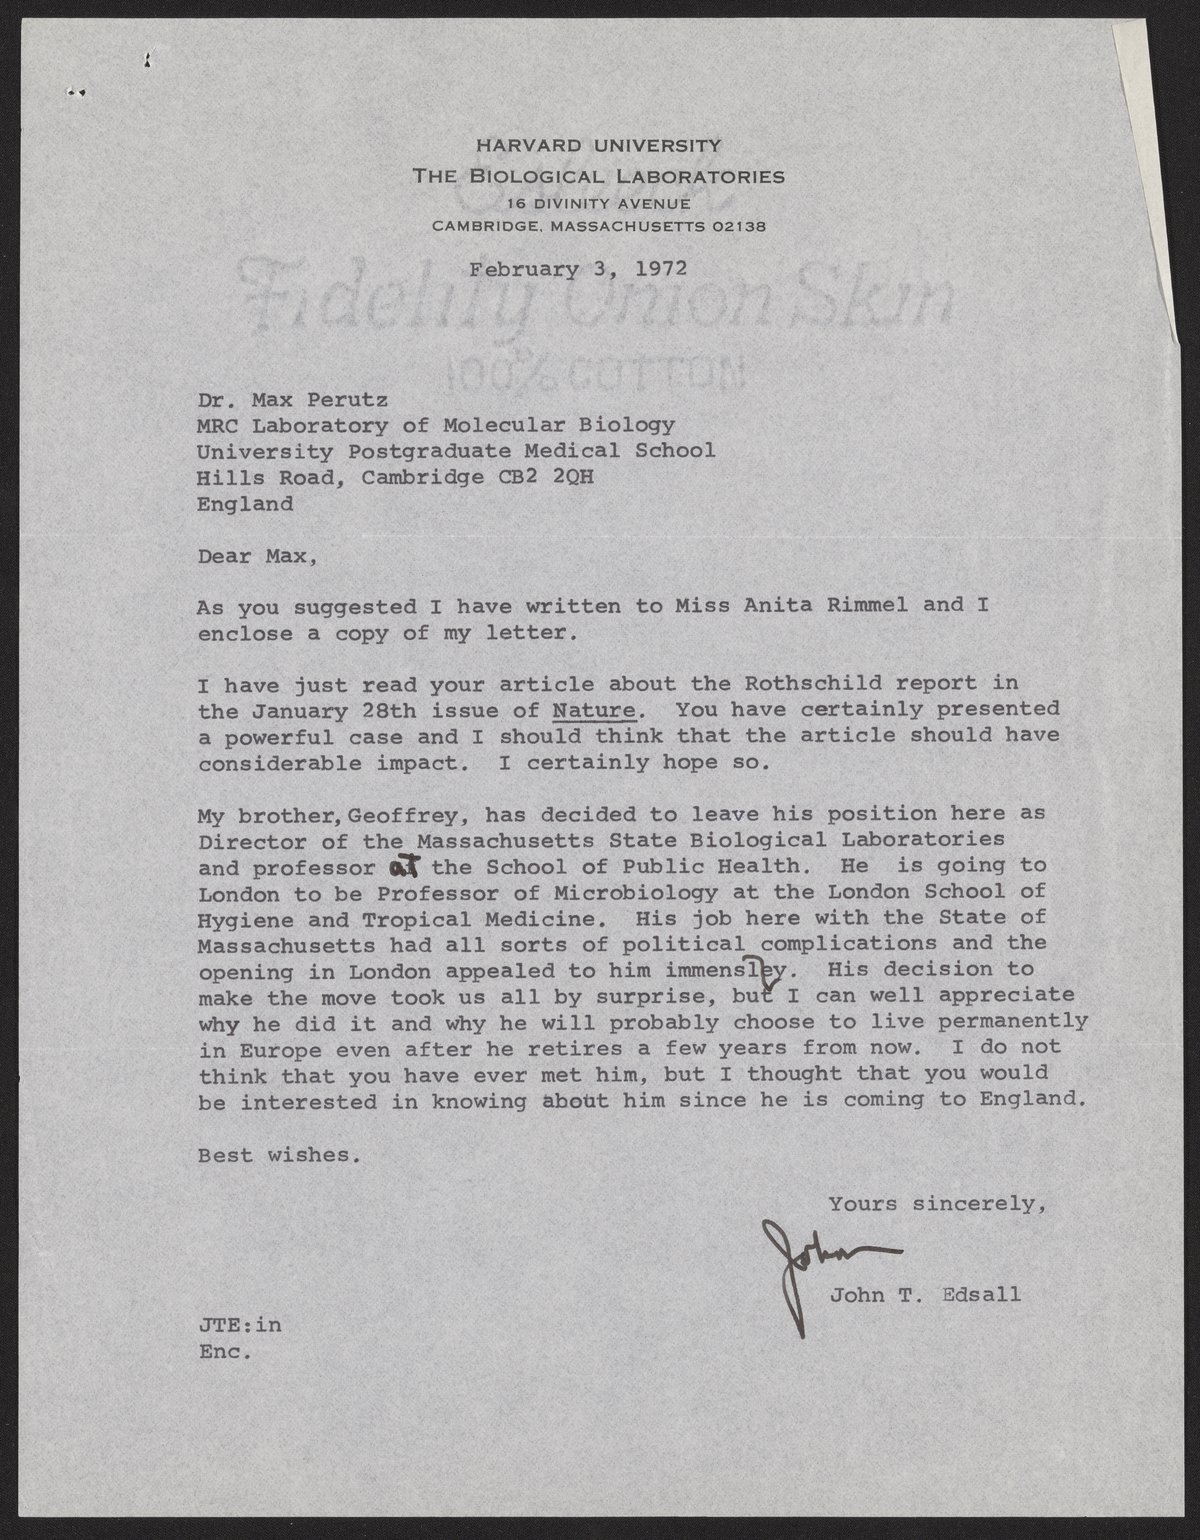 HARVARD UNIVERSITY
THE BIOLOGICAL LABORATORIES
16 DIVINITY AVENUE
CAMBRIDGE, MASSACHUSETTS 02138
February 3, 1972
Fidelity Onion Skin
100% COTTON
Dr. Max Perutz
MRC Laboratory of Molecular Biology
University Postgraduate Medical School
Hills Road, Cambridge CB2 2QH
England
Dear Max,
As you suggested I have written to Miss Anita Rimmel and I
enclose a copy of my letter.
I have just read your article about the Rothschild report in
the January 28th issue of Nature. You have certainly presented
a powerful case and I should think that the article should have
considerable impact. I certainly hope so.
My brother, Geoffrey, has decided to leave his position here as
Director of the Massachusetts State Biological Laboratories
and professor at the School of Public Health. He is going to
London to be Professor of Microbiology at the London School of
Hygiene and Tropical Medicine. His job here with the State of
Massachusetts had all sorts of political complications and the
opening in London appealed to him immensley. His decision to
make the move took us all by surprise, but I can well appreciate
why he did it and why he will probably choose to live permanently
in Europe even after he retires a few years from now. I do not
think that you have ever met him, but I thought that you would
be interested in knowing about him since he is coming to England.
Best wishes.
Yours sincerely,
John
John T. Edsall
JTE:in
Enc.